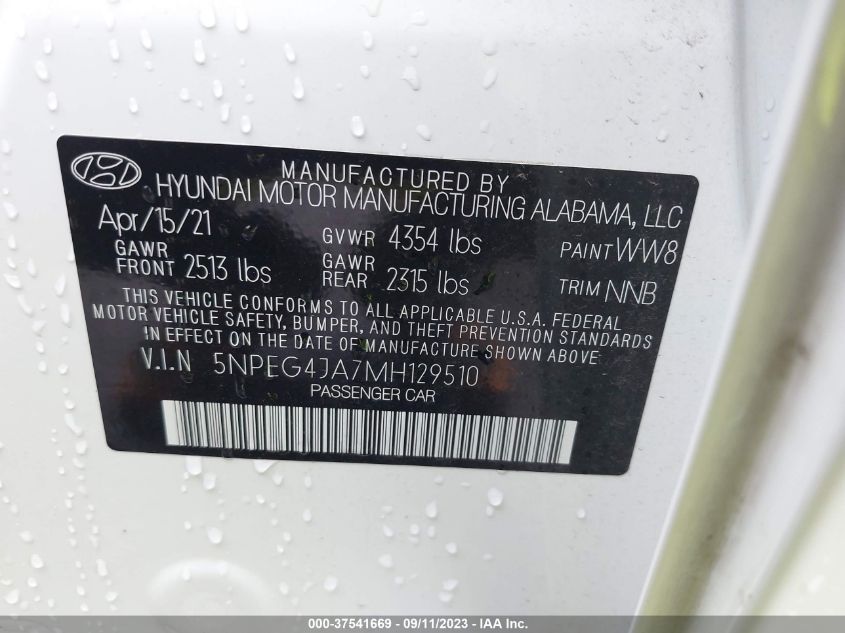 MANUFACTURED BY
HYUNDAI MOTOR MANUFACTURING ALABAMA, LLC
Apr/15/21 GVWR 4354 lbs PAINT WW8
GAWR FRONT 2513 lbs GAWR REAR 2315 lbs TRIM NNB
THIS VEHICLE CONFORMS TO ALL APPLICABLE U.S.A. FEDERAL
MOTOR VEHICLE SAFETY, BUMPER, AND THEFT PREVENTION STANDARDS
IN EFFECT ON THE DATE OF MANUFACTURE SHOWN ABOVE.
V.I.N 5NPEG4JA7MH129510
PASSENGER CAR
000-37541669 - 09/11/2023 - IAA Inc.